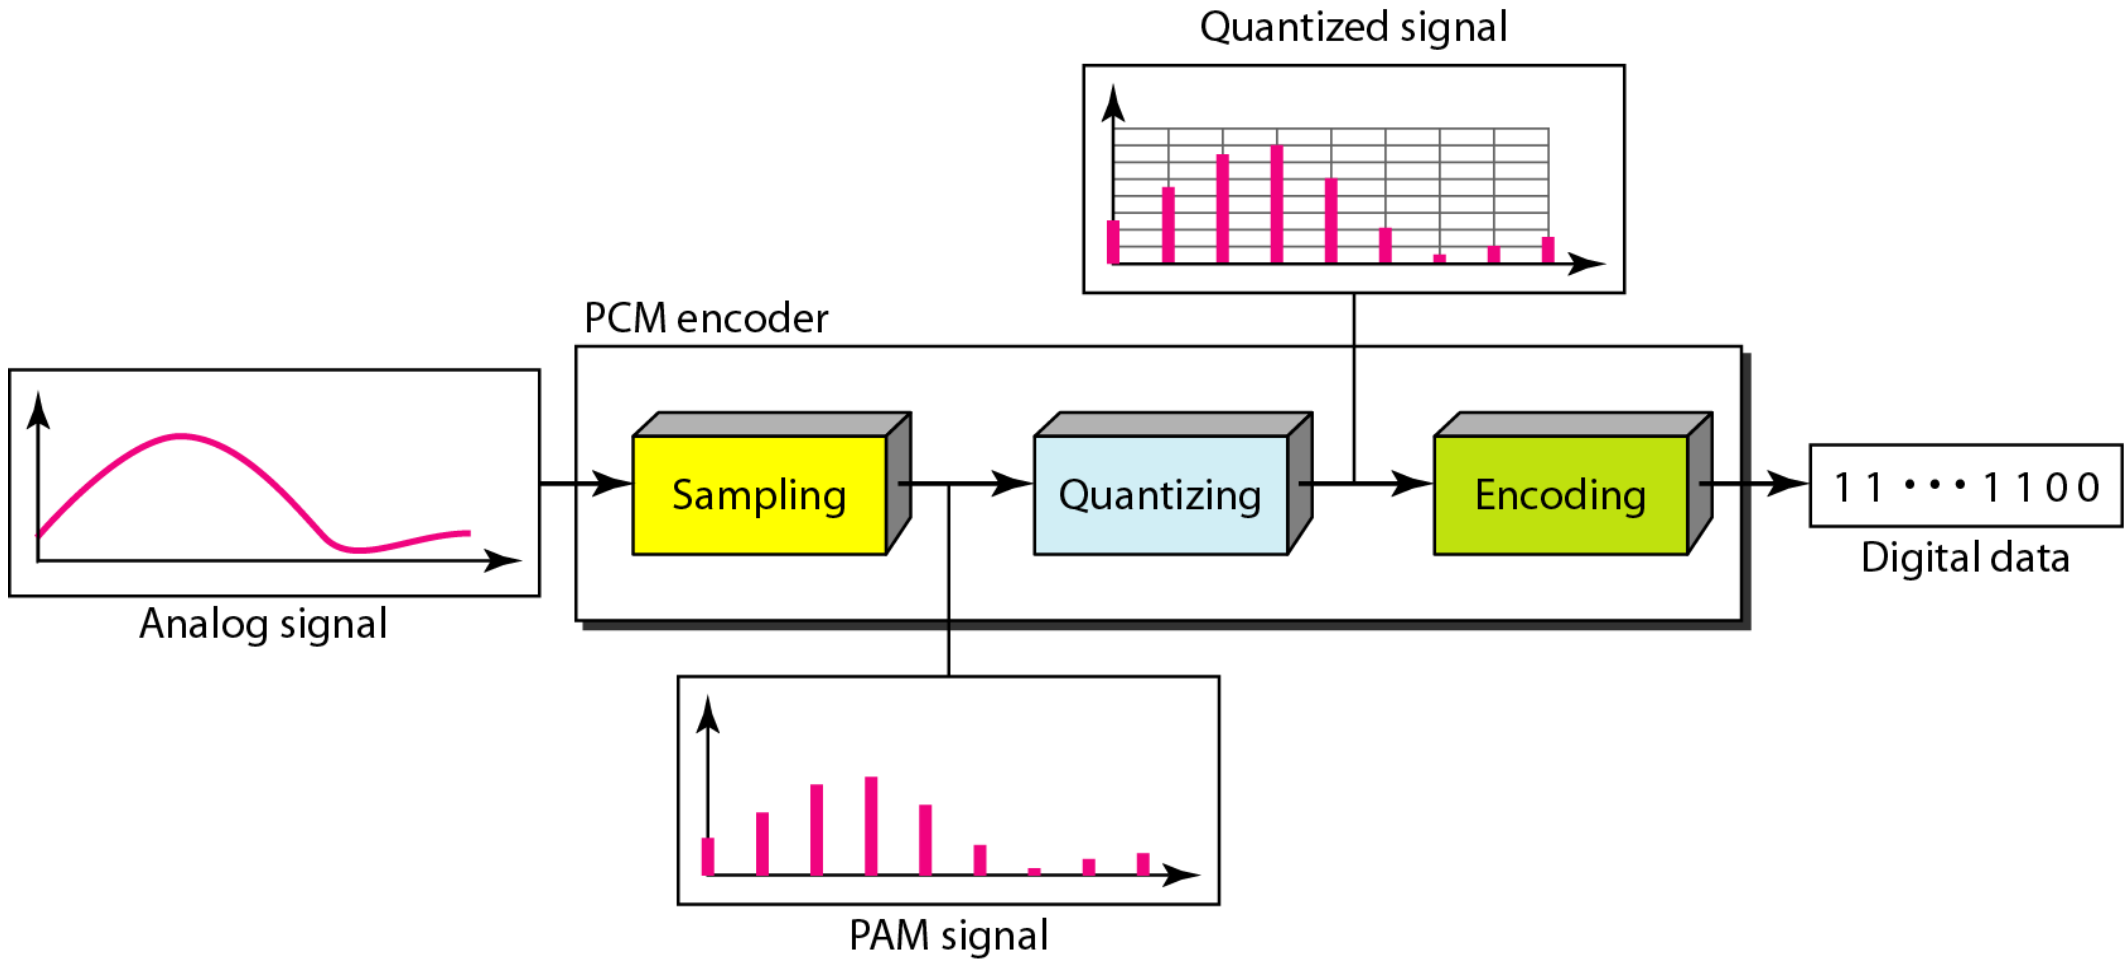 Quantized signal
PCM encoder
Sampling
Quantizing
Encoding
1 1 ••• 1 1 0 0
Digital data
Analog signal
PAM signal